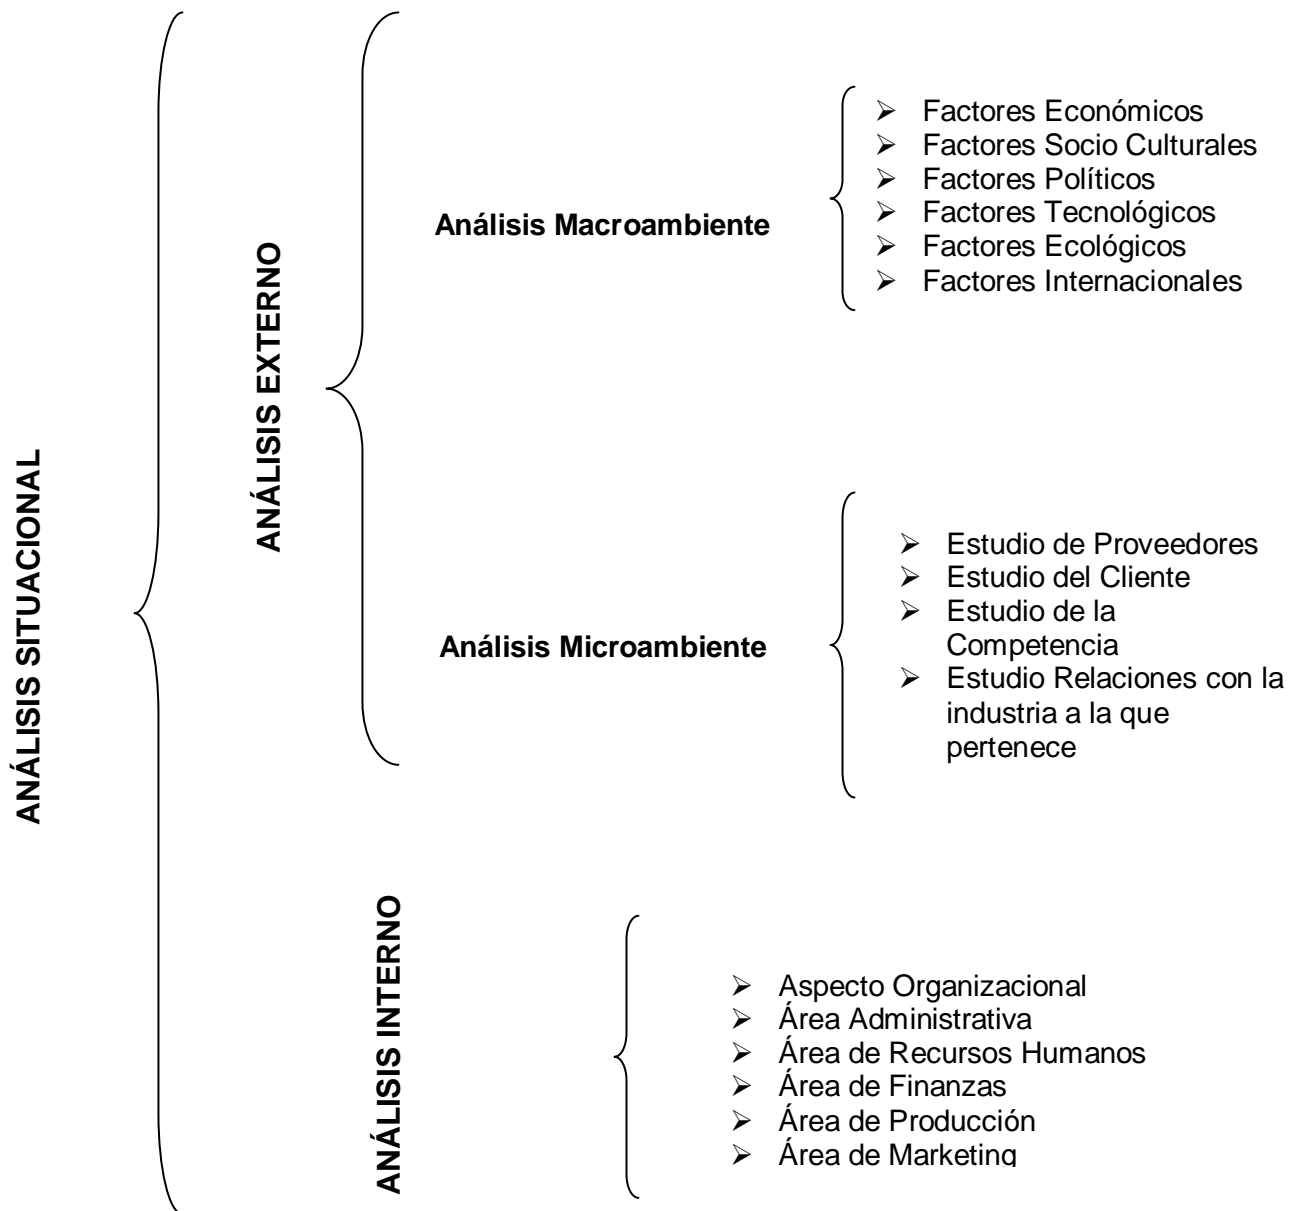 ANÁLISIS SITUACIONAL
ANÁLISIS EXTERNO
Análisis Macroambiente
➢ Factores Económicos
➢ Factores Socio Culturales
➢ Factores Políticos
➢ Factores Tecnológicos
➢ Factores Ecológicos
➢ Factores Internacionales
Análisis Microambiente
➢ Estudio de Proveedores
➢ Estudio del Cliente
➢ Estudio de la
Competencia
➢ Estudio Relaciones con la
industria a la que
pertenece
ANÁLISIS INTERNO
➢ Aspecto Organizacional
➢ Área Administrativa
➢ Área de Recursos Humanos
➢ Área de Finanzas
➢ Área de Producción
➢ Área de Marketing